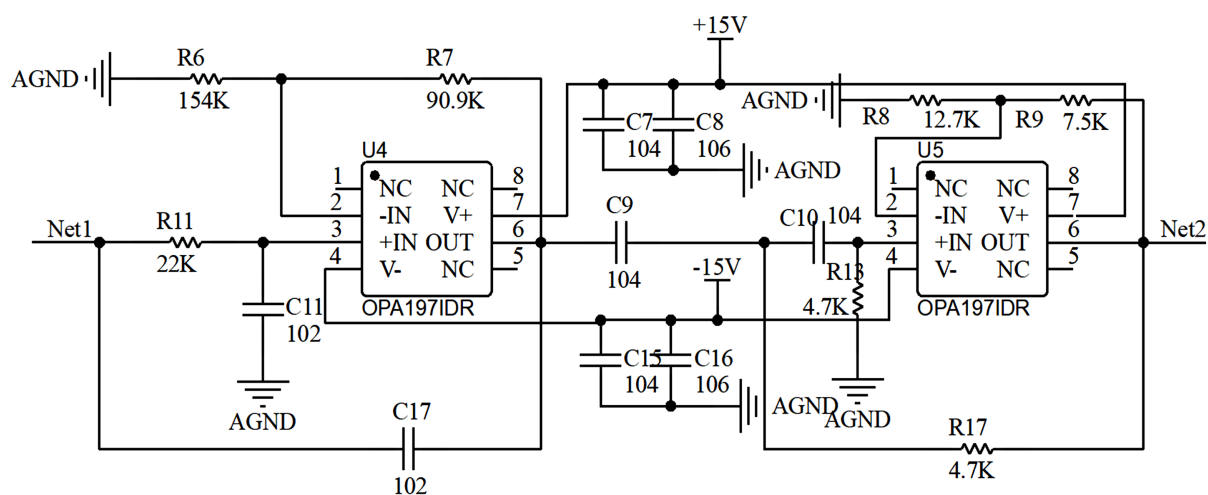 +15V
R6
R7
AGND
154K
90.9K
AGND
R8
12.7K
R9
7.5K
C7
C8
104
106
AGND
U4
U5
1
NC
NC
8
2
-IN
V+
7
3
+IN
OUT
6
4
V-
NC
5
OPA197IDR
1
NC
NC
8
2
-IN
V+
7
3
+IN
OUT
6
4
V-
NC
5
OPA197IDR
Net1
R11
22K
C9
104
C10
104
Net2
-15V
R13
4.7K
C11
102
AGND
C15
104
C16
106
AGND
AGND
C17
102
R17
4.7K